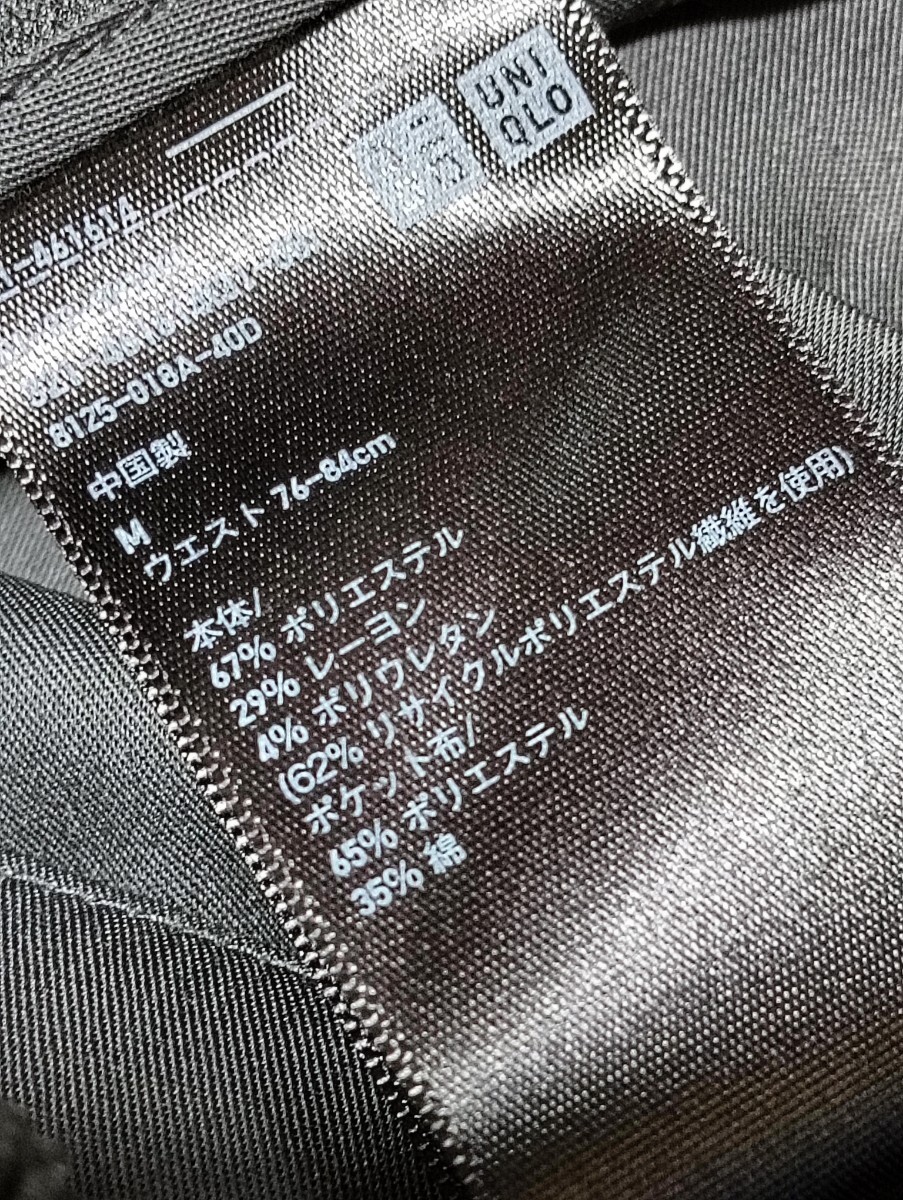 UNI
QLO
8125-018A-40D
中国製
M
ウエスト 76-84cm
本体/
67% ポリエステル
29% レーヨン
4% ポリウレタン
(62% リサイクルポリエステル繊維を使用)
ポケット布/
65% ポリエステル
35% 綿